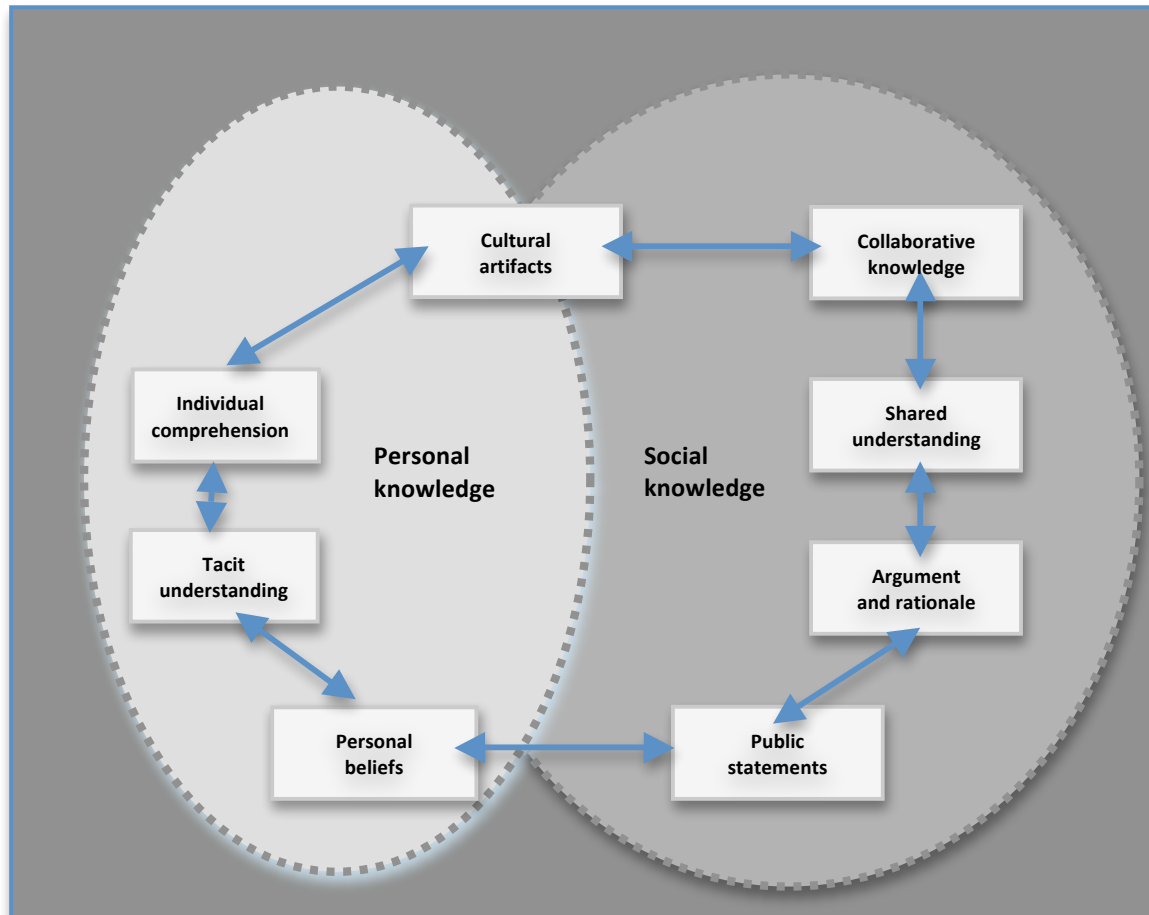 Cultural
artifacts
Collaborative
knowledge
Individual
comprehension
Shared
understanding
Personal
knowledge
Social
knowledge
Tacit
understanding
Argument
and rationale
Personal
beliefs
Public
statements